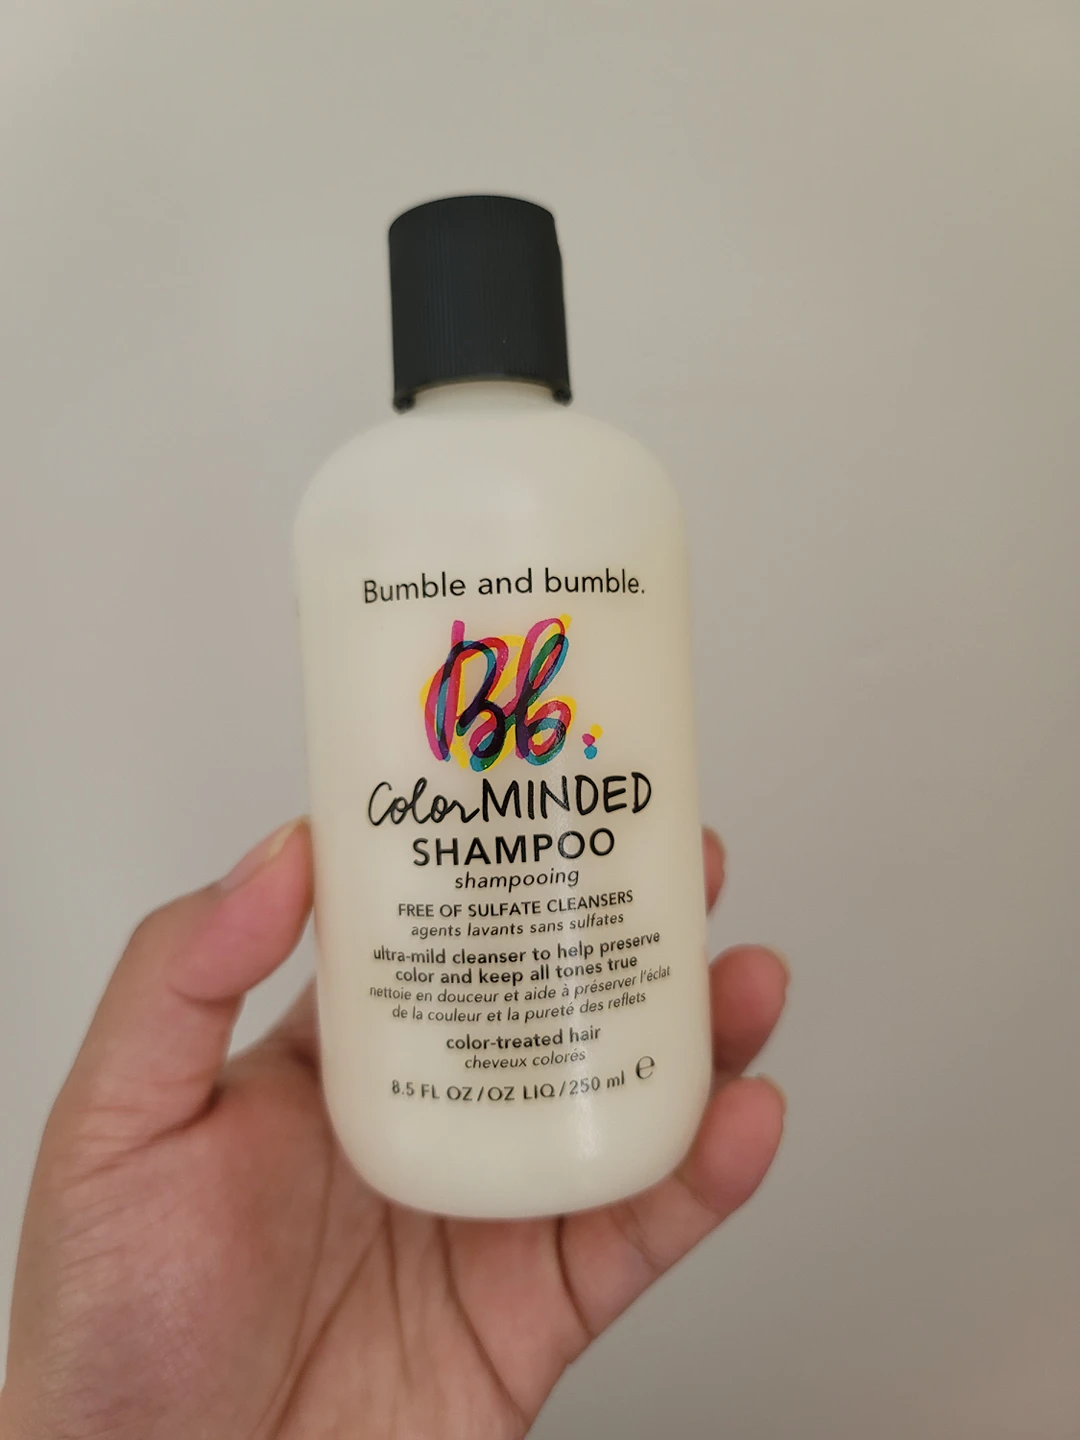 Bumble and bumble.
Bb.
ColorMINDED
SHAMPOO
shampooing
FREE OF SULFATE CLEANSERS
agents lavants sans sulfates
ultra-mild cleanser to help preserve
color and keep all tones true
nettoie en douceur et aide à préserver l'éclat
de la couleur et la pureté des reflets
color-treated hair
cheveux colorés
8.5 FL OZ/OZ LIQ/250 ml ℮